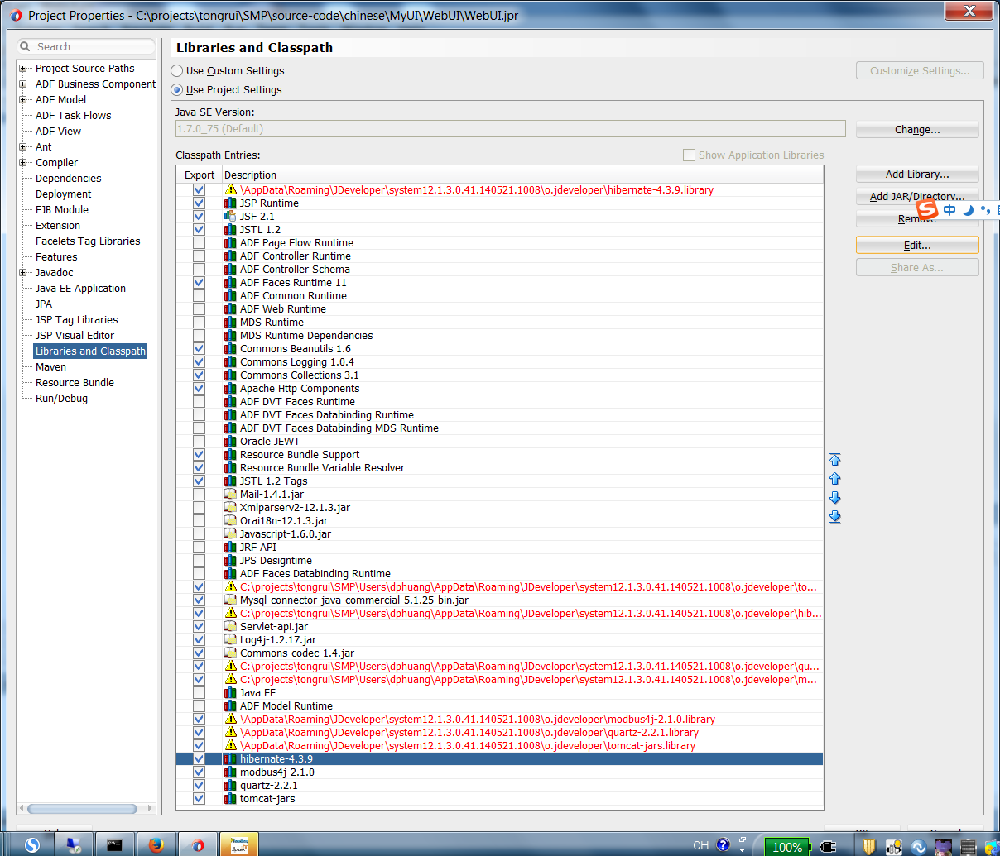 Project Properties - C:\projects\tongrui\SMP\source-code\chinese\MyUI\WebUI\WebUI.jpr
Search
Project Source Paths
ADF Business Component
ADF Model
ADF Task Flows
ADF View
Ant
Compiler
Dependencies
Deployment
EJB Module
Extension
Facelets Tag Libraries
Features
Javadoc
Java EE Application
JPA
JSP Tag Libraries
JSP Visual Editor
Libraries and Classpath
Maven
Resource Bundle
Run/Debug
Libraries and Classpath
Use Custom Settings
Customize Settings...
Use Project Settings
Java SE Version:
1.7.0_75 (Default)
Change...
Classpath Entries:
Show Application Libraries
Export Description
\AppData\Roaming\JDeveloper\system12.1.3.0.41.140521.1008\o.jdeveloper\hibernate-4.3.9.library
JSP Runtime
JSF 2.1
JSTL 1.2
ADF Page Flow Runtime
ADF Controller Runtime
ADF Controller Schema
ADF Faces Runtime 11
ADF Common Runtime
ADF Web Runtime
MDS Runtime
MDS Runtime Dependencies
Commons Beanutils 1.6
Commons Logging 1.0.4
Commons Collections 3.1
Apache Http Components
ADF DVT Faces Runtime
ADF DVT Faces Databinding Runtime
ADF DVT Faces Databinding MDS Runtime
Oracle JEWT
Resource Bundle Support
Resource Bundle Variable Resolver
JSTL 1.2 Tags
Mail-1.4.1.jar
Xmlparserv2-12.1.3.jar
Orai18n-12.1.3.jar
Javascript-1.6.0.jar
JRF API
JPS Designtime
ADF Faces Databinding Runtime
C:\projects\tongrui\SMP\Users\dphuang\AppData\Roaming\JDeveloper\system12.1.3.0.41.140521.1008\o.jdeveloper\to...
Mysql-connector-java-commercial-5.1.25-bin.jar
C:\projects\tongrui\SMP\Users\dphuang\AppData\Roaming\JDeveloper\system12.1.3.0.41.140521.1008\o.jdeveloper\hib...
Servlet-api.jar
Log4j-1.2.17.jar
Commons-codec-1.4.jar
C:\projects\tongrui\SMP\Users\dphuang\AppData\Roaming\JDeveloper\system12.1.3.0.41.140521.1008\o.jdeveloper\qu...
C:\projects\tongrui\SMP\Users\dphuang\AppData\Roaming\JDeveloper\system12.1.3.0.41.140521.1008\o.jdeveloper\m...
Java EE
ADF Model Runtime
\AppData\Roaming\JDeveloper\system12.1.3.0.41.140521.1008\o.jdeveloper\modbus4j-2.1.0.library
\AppData\Roaming\JDeveloper\system12.1.3.0.41.140521.1008\o.jdeveloper\quartz-2.2.1.library
\AppData\Roaming\JDeveloper\system12.1.3.0.41.140521.1008\o.jdeveloper\tomcat-jars.library
hibernate-4.3.9
modbus4j-2.1.0
quartz-2.2.1
tomcat-jars
Add Library...
Add JAR/Directory...
S 中
Remove
Edit...
Share As...
CH
100%